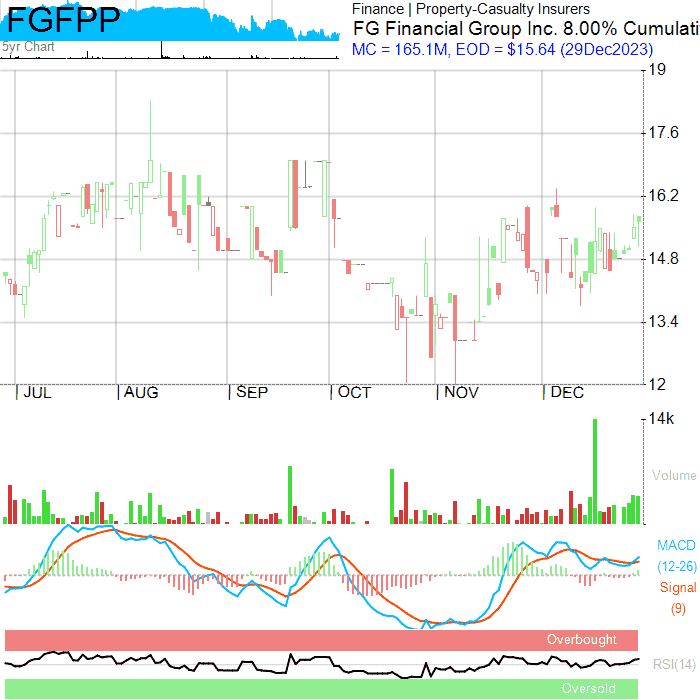 FGFPP
Finance | Property-Casualty Insurers
FG Financial Group Inc. 8.00% Cumulati
5yr Chart
MC = 165.1M, EOD = $15.64 (29Dec2023)
19
17.6
16.2
14.8
13.4
12
JUL AUG SEP OCT NOV DEC
14k
Volume
MACD
(12-26)
Signal
(9)
Overbought
RSI(14)
Oversold